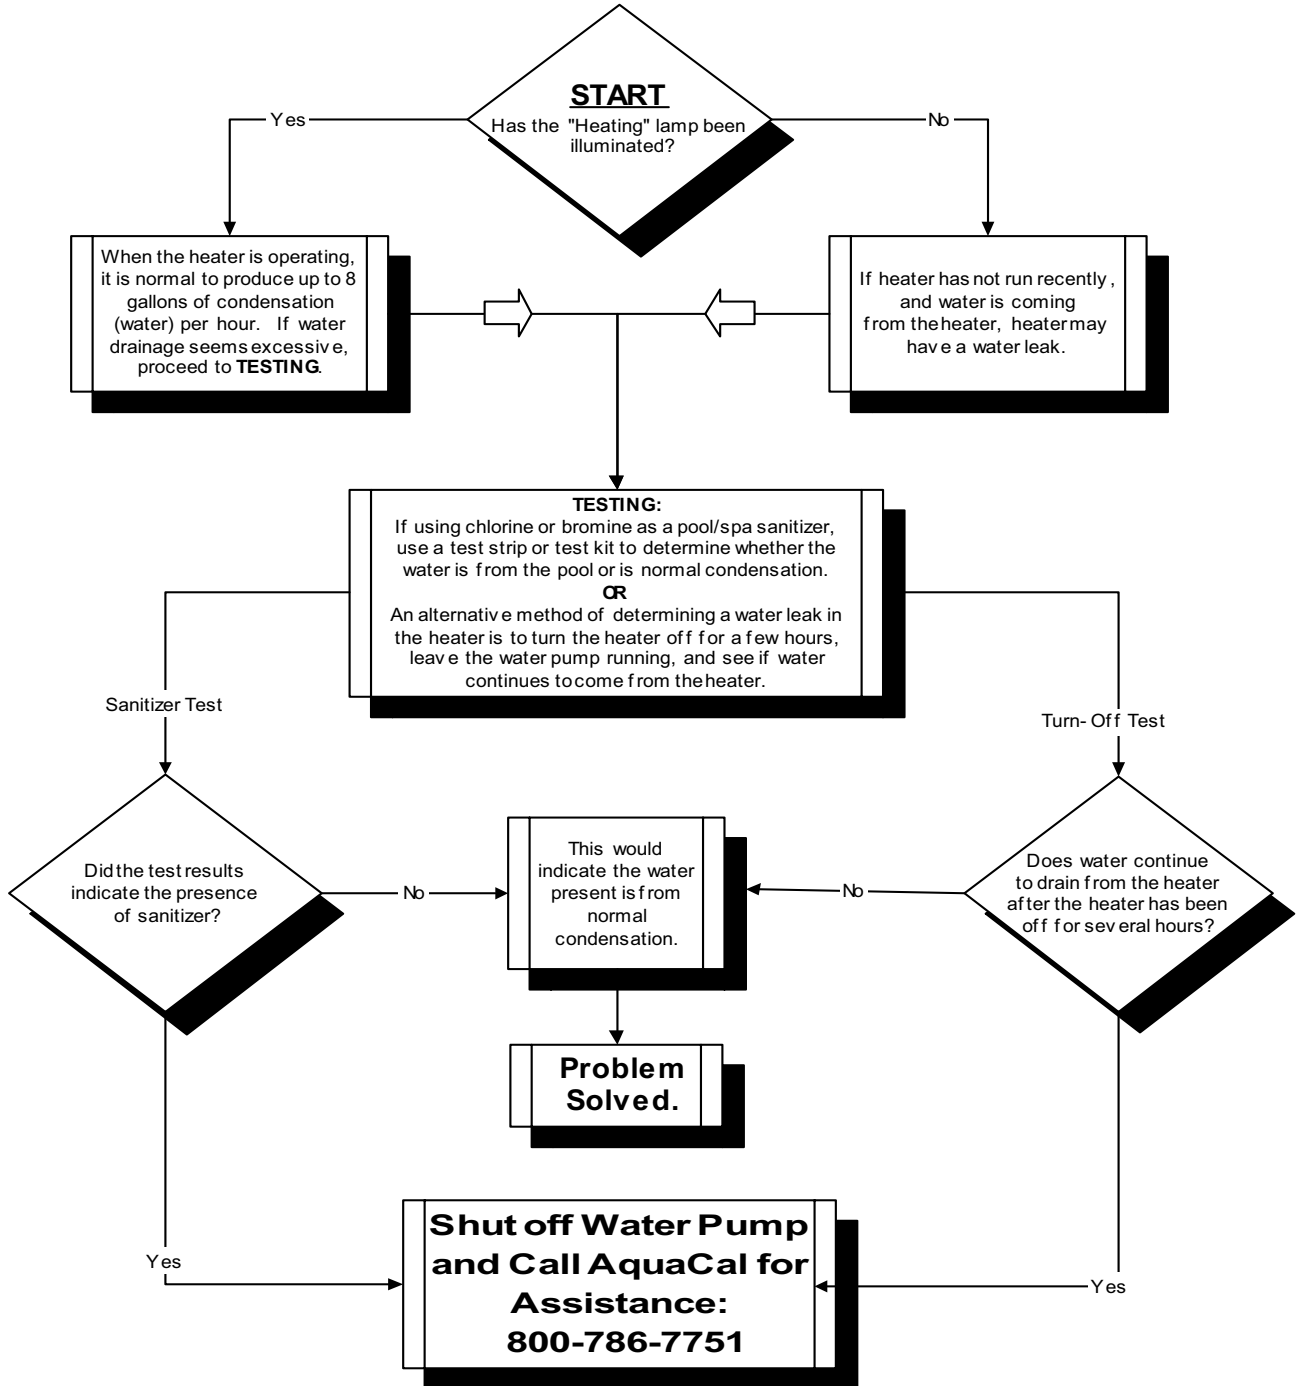 START
Has the "Heating" lamp been
illuminated?
Yes
No
When the heater is operating,
it is normal to produce up to 8
gallons of condensation
(water) per hour. If water
drainage seems excessive,
proceed to TESTING.
If heater has not run recently,
and water is coming
from the heater, heater may
have a water leak.
TESTING:
If using chlorine or bromine as a pool/spa sanitizer,
use a test strip or test kit to determine whether the
water is from the pool or is normal condensation.
OR
An alternative method of determining a water leak in
the heater is to turn the heater off for a few hours,
leave the water pump running, and see if water
continues to come from the heater.
Sanitizer Test
Turn-Off Test
Did the test results
indicate the presence
of sanitizer?
No
This would
indicate the water
present is from
normal
condensation.
No
Does water continue
to drain from the heater
after the heater has been
off for several hours?
Problem
Solved.
Yes
Shut off Water Pump
and Call AquaCal for
Assistance:
800-786-7751
Yes